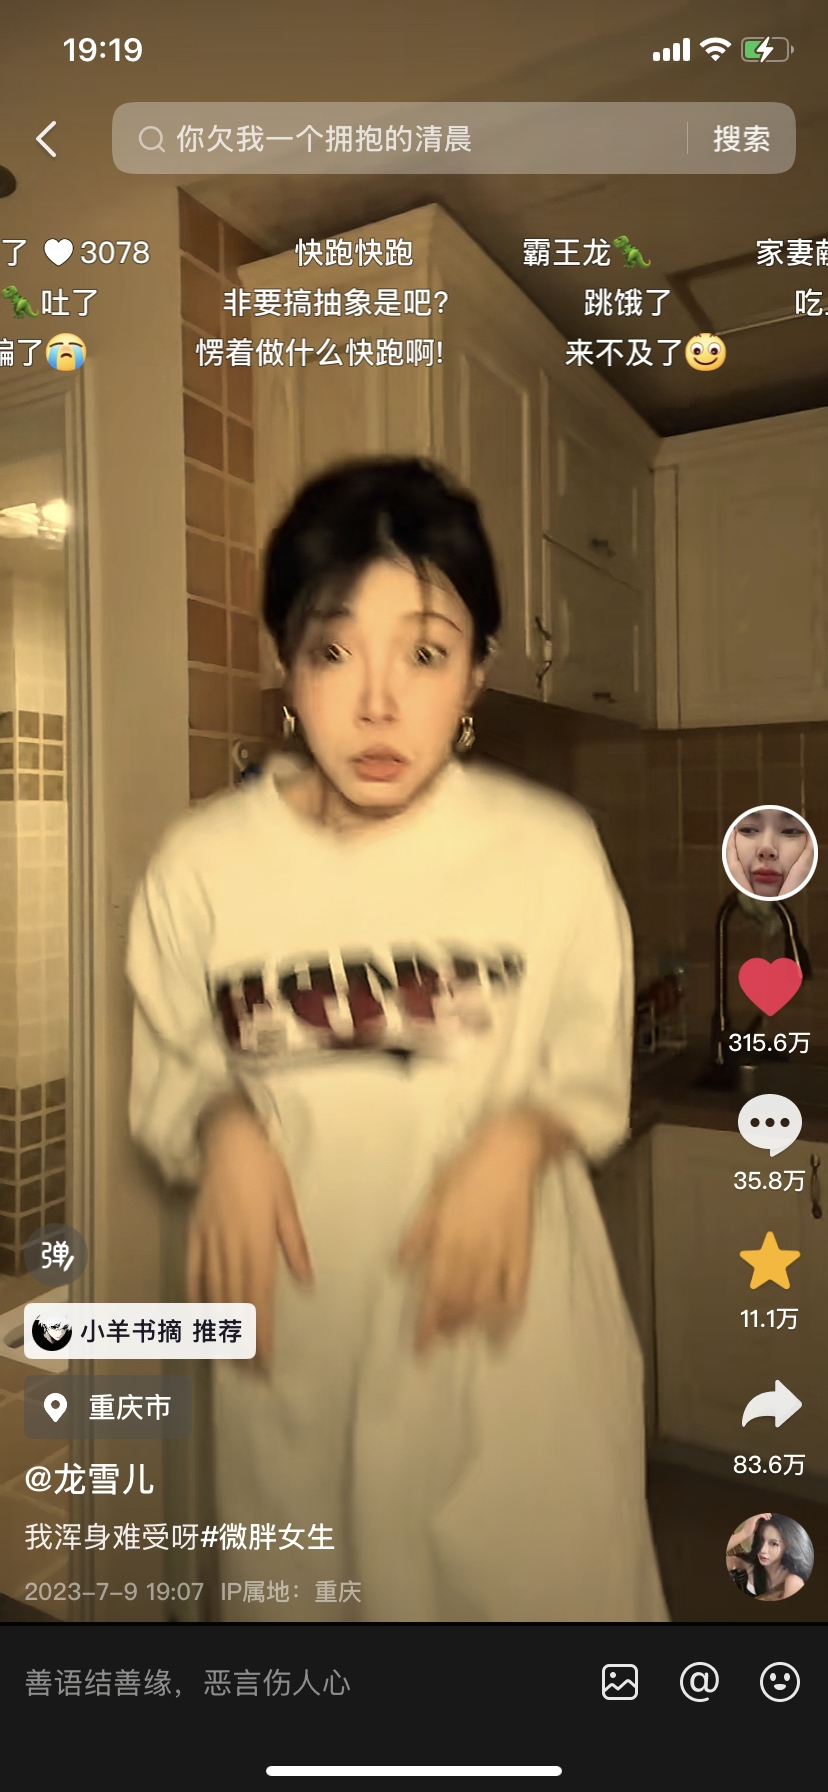 19:19
你欠我一个拥抱的清晨 搜索
了 3078 快跑快跑 霸王龙🦖 家妻
🦖吐了 非要搞抽象是吧? 跳饿了 吃
了😭 愣着做什么快跑啊! 来不及了
315.6万
35.8万
弹
11.1万
小羊书摘 推荐
重庆市
83.6万
@龙雪儿
我浑身难受呀#微胖女生
2023-7-9 19:07 IP属地：重庆
善语结善缘，恶言伤人心